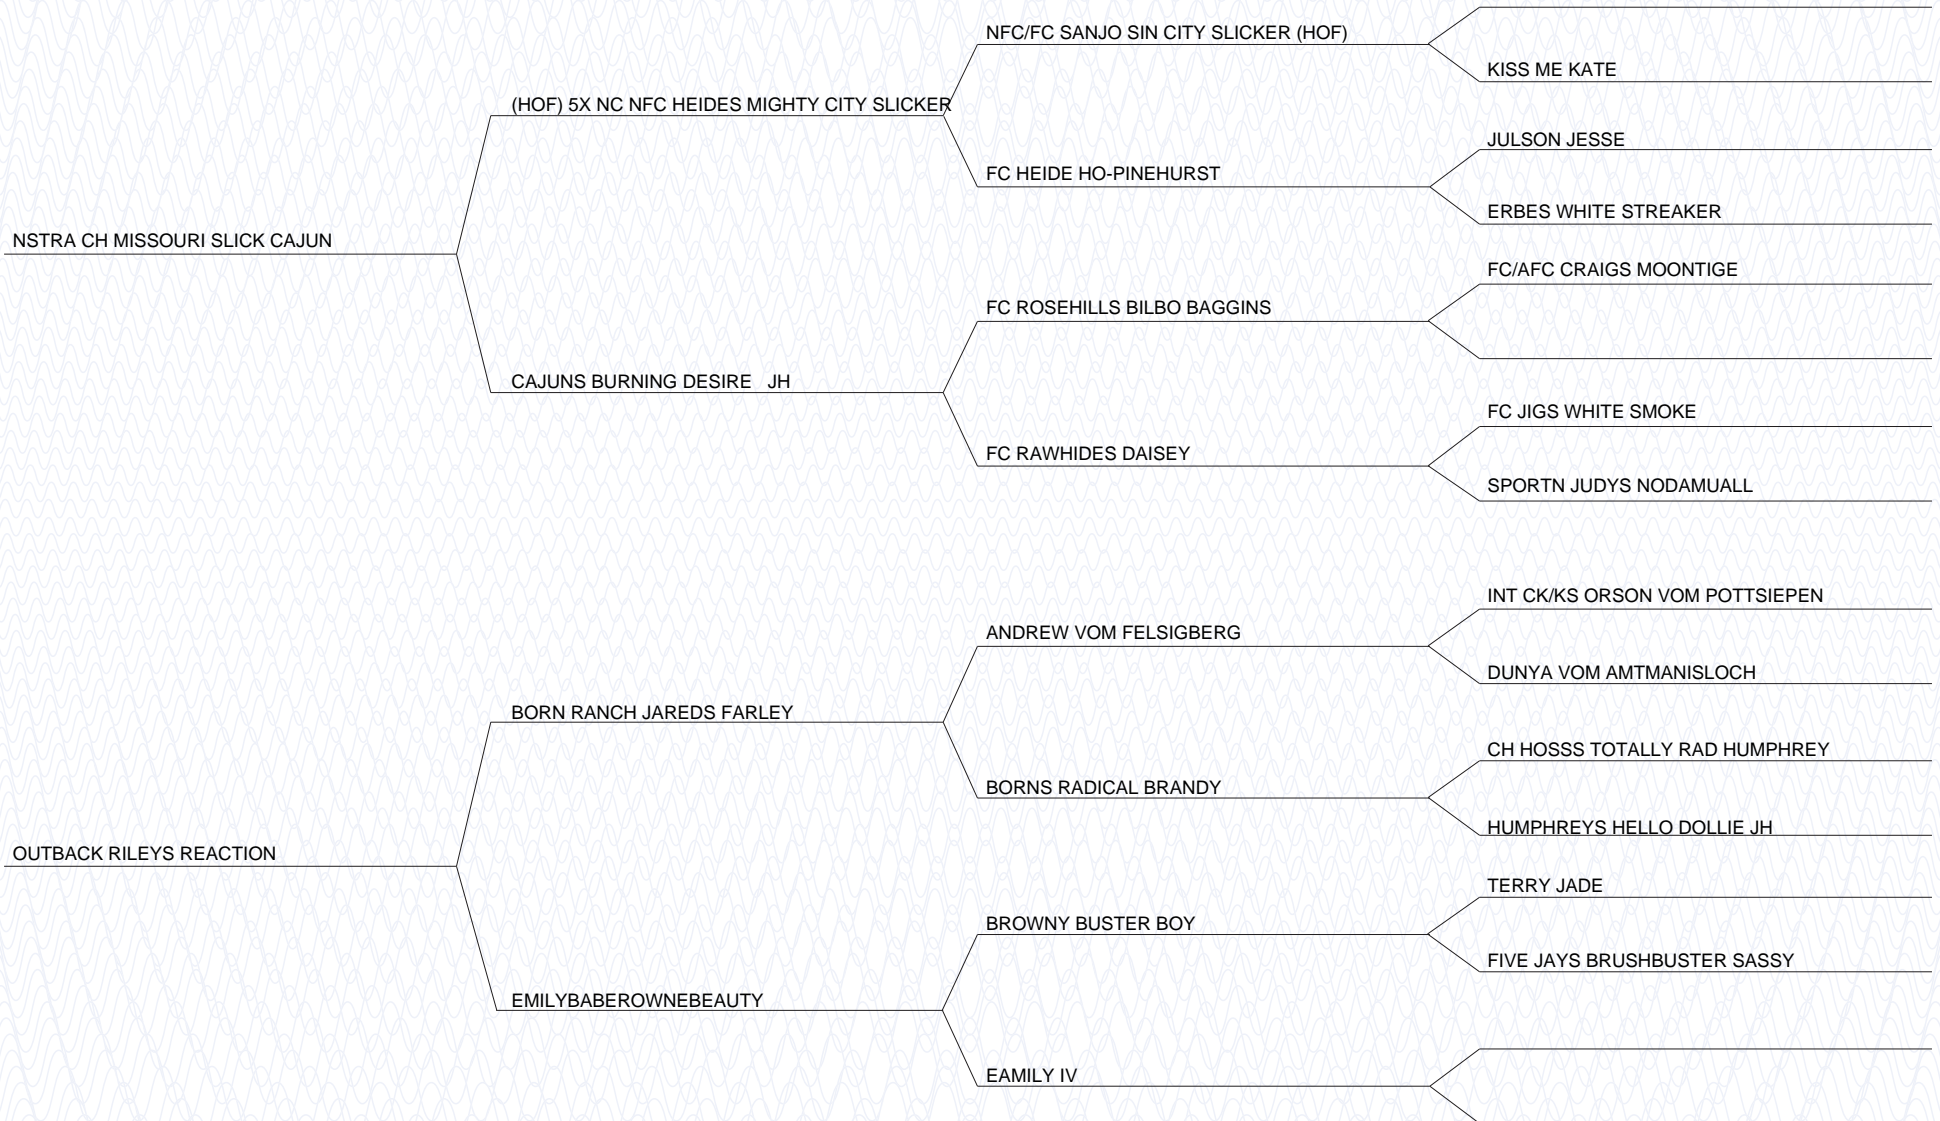 NFC/FC SANJO SIN CITY SLICKER (HOF)
KISS ME KATE
(HOF) 5X NC NFC HEIDES MIGHTY CITY SLICKER
JULSON JESSE
FC HEIDE HO-PINEHURST
ERBES WHITE STREAKER
NSTRA CH MISSOURI SLICK CAJUN
FC/AFC CRAIGS MOONTIGE
FC ROSEHILLS BILBO BAGGINS
CAJUNS BURNING DESIRE   JH
FC JIGS WHITE SMOKE
FC RAWHIDES DAISEY
SPORTN JUDYS NODAMUALL
INT CK/KS ORSON VOM POTTSIEPEN
ANDREW VOM FELSIGBERG
DUNYA VOM AMTMANISLOCH
BORN RANCH JAREDS FARLEY
CH HOSSS TOTALLY RAD HUMPHREY
BORNS RADICAL BRANDY
HUMPHREYS HELLO DOLLIE JH
OUTBACK RILEYS REACTION
TERRY JADE
BROWNY BUSTER BOY
FIVE JAYS BRUSHBUSTER SASSY
EMILYBABEROWNEBEAUTY
EAMILY IV